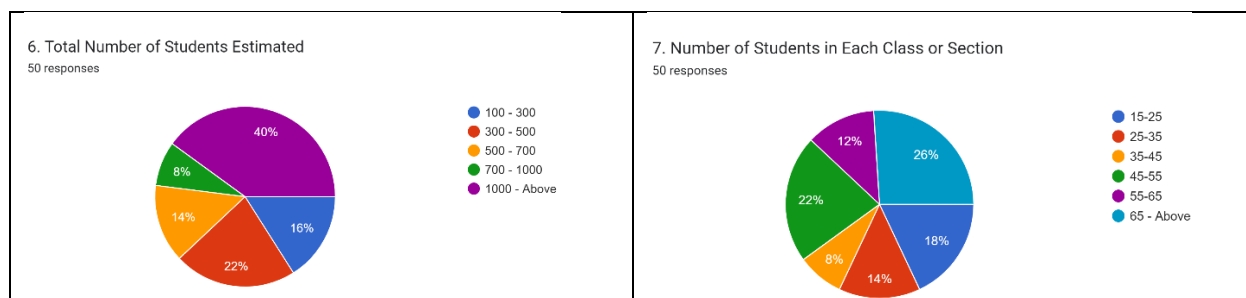 6. Total Number of Students Estimated
50 responses
40%
8%
14%
22%
16%
100 - 300
300 - 500
500 - 700
700 - 1000
1000 - Above
7. Number of Students in Each Class or Section
50 responses
12%
26%
22%
8%
14%
18%
15-25
25-35
35-45
45-55
55-65
65 - Above